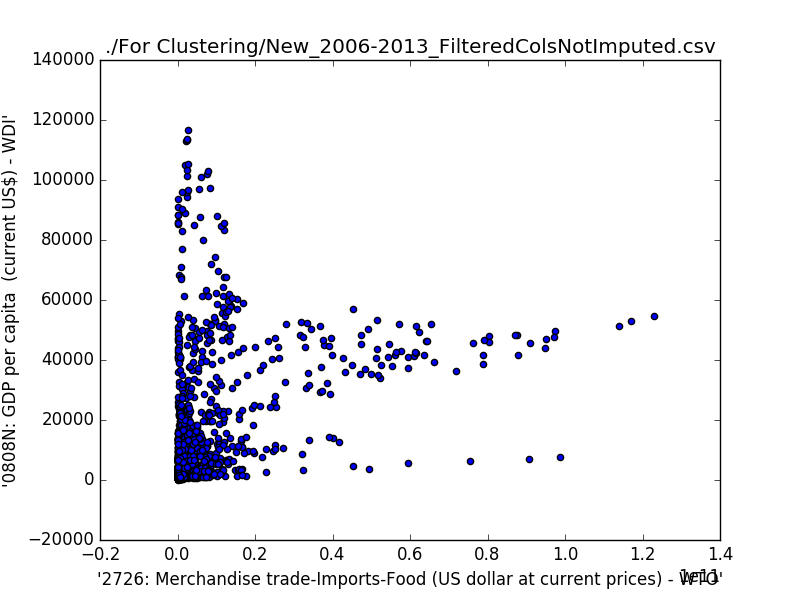 ./For Clustering/New_2006-2013_FilteredColsNotImputed.csv
140000
120000
100000
80000
60000
40000
20000
0
−20000
'0808N: GDP per capita (current US$) - WDI'
−0.2 0.0 0.2 0.4 0.6 0.8 1.0 1.2 1.4
1e11
'2726: Merchandise trade-Imports-Food (US dollar at current prices) - WTO'